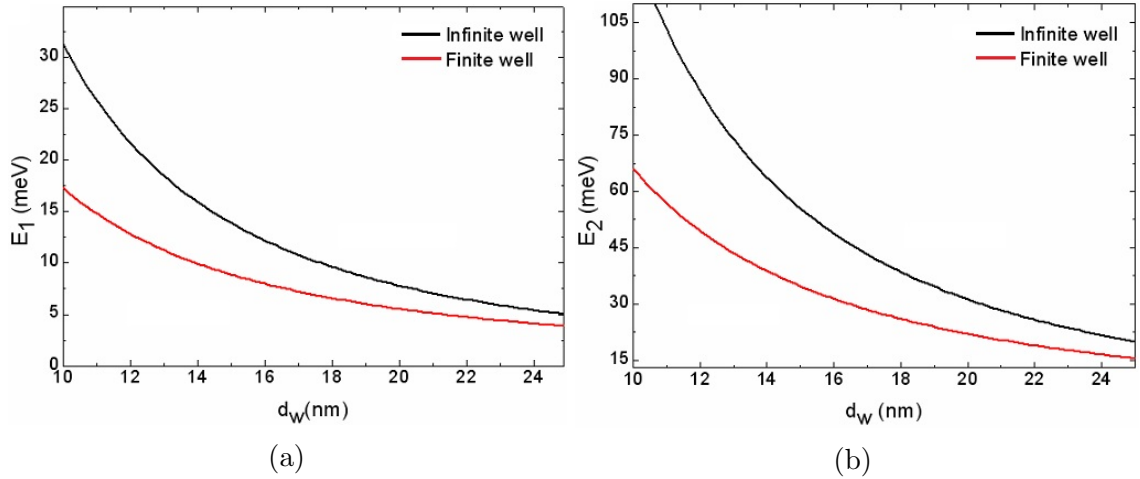 Infinite well
Finite well
30
25
20
15
10
5
0
E1 (meV)
10 12 14 16 18 20 22 24
dw(nm)
(a)
Infinite well
Finite well
105
90
75
60
45
30
15
E2 (meV)
10 12 14 16 18 20 22 24
dw (nm)
(b)